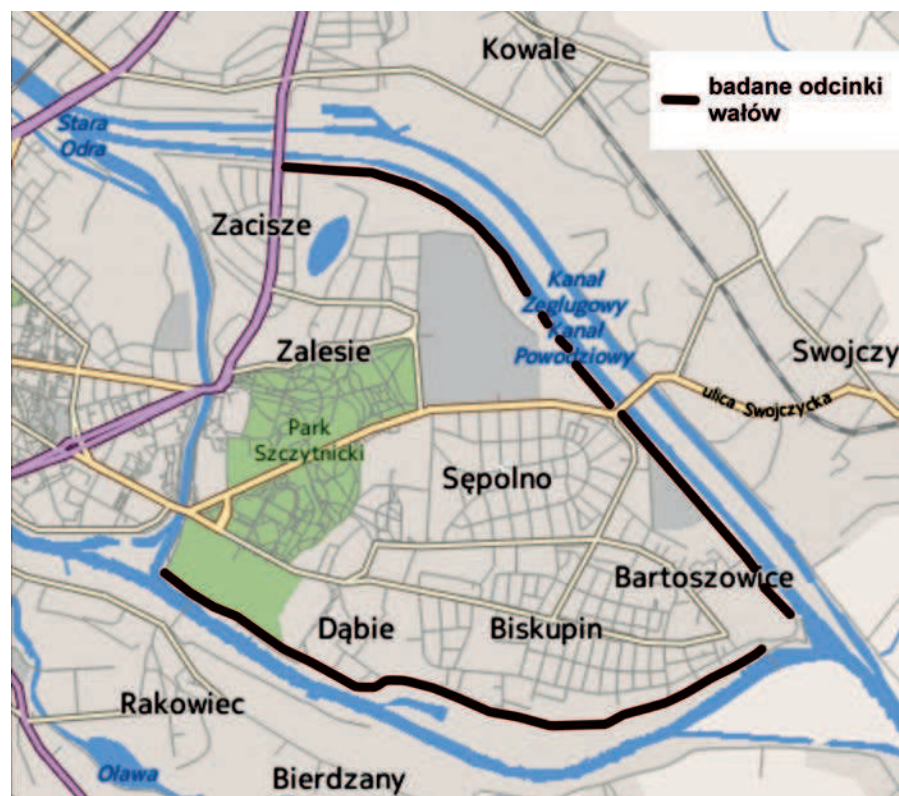 Kowale
badane odcinki
wałów
Stara
Odra
Zacisze
Kanał
Żeglugowy
Kanał
Powodziowy
Zalesie
Swojczy
ulica Swojczycka
Park
Szczytnicki
Sępolno
Bartoszowice
Dąbie
Biskupin
Rakowiec
Oława
Bierdzany